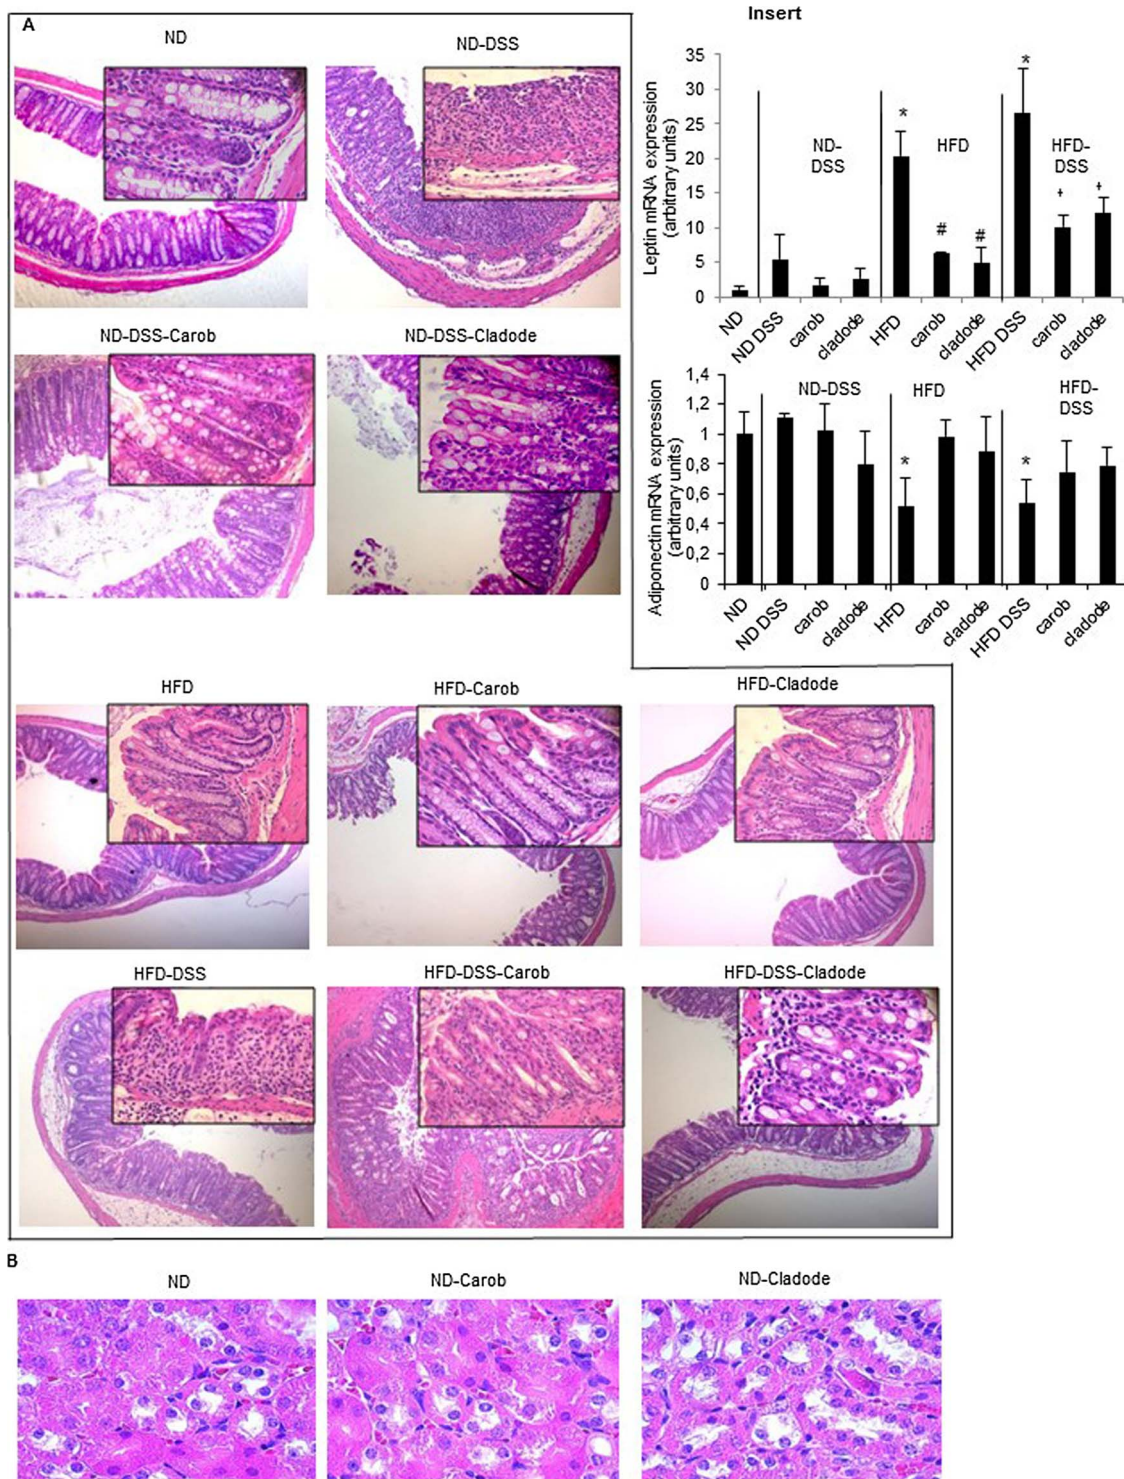 A
ND
ND-DSS
ND-DSS-Carob
ND-DSS-Cladode
HFD
HFD-Carob
HFD-Cladode
HFD-DSS
HFD-DSS-Carob
HFD-DSS-Cladode
Insert
Leptin mRNA expression
(arbitrary units)
35
30
25
20
15
10
5
0
ND-
DSS
HFD
HFD-
DSS
*
#
#
*
+
+
ND
ND DSS
carob
cladode
HFD
carob
cladode
HFD DSS
carob
cladode
Adiponectin mRNA expression
(arbitrary units)
1,4
1,2
1
0,8
0,6
0,4
0,2
0
ND-DSS
HFD
HFD-
DSS
*
*
ND
ND DSS
carob
cladode
HFD
carob
cladode
HFD DSS
carob
cladode
B
ND
ND-Carob
ND-Cladode